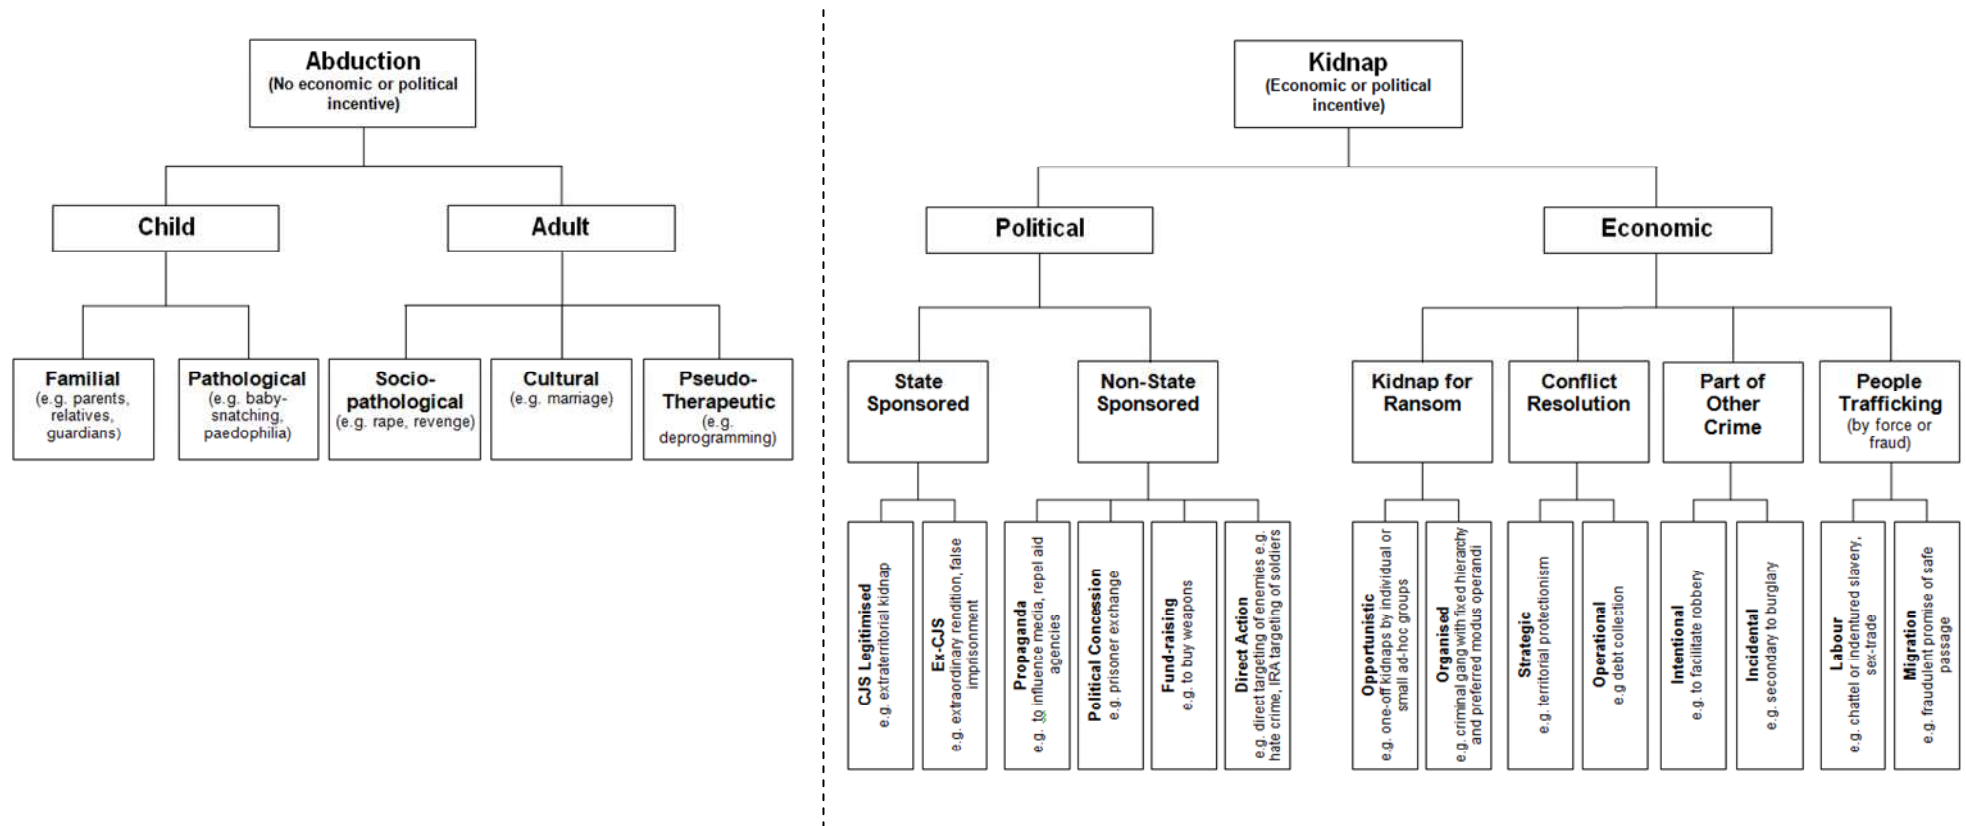 Abduction
(No economic or political
incentive)
Kidnap
(Economic or political
incentive)
Child
Adult
Political
Economic
Familial
(e.g. parents,
relatives,
guardians)
Pathological
(e.g. baby-
snatching,
paedophilia)
Socio-
pathological
(e.g. rape, revenge)
Cultural
(e.g. marriage)
Pseudo-
Therapeutic
(e.g.
deprogramming)
State
Sponsored
Non-State
Sponsored
Kidnap for
Ransom
Conflict
Resolution
Part of
Other
Crime
People
Trafficking
(by force or
fraud)
CJS Legitimised
e.g. extraterritorial kidnap
Ex-CJS
e.g. extraordinary rendition, false
imprisonment
Propaganda
e.g. to influence media, repel aid
agencies
Political Concession
e.g. prisoner exchange
Fund-raising
e.g. to buy weapons
Direct Action
e.g. direct targeting of enemies e.g.
hate crime, IRA targeting of soldiers
Opportunistic
e.g. one-off kidnaps by individual or
small ad-hoc groups
Organised
e.g. criminal gang with fixed hierarchy
and preferred modus operandi
Strategic
e.g. territorial protectionism
Operational
e.g debt collection
Intentional
e.g. to facilitate robbery
Incidental
e.g. secondary to burglary
Labour
e.g. chattel or indentured slavery,
sex-trade
Migration
e.g. fraudulent promise of safe
passage